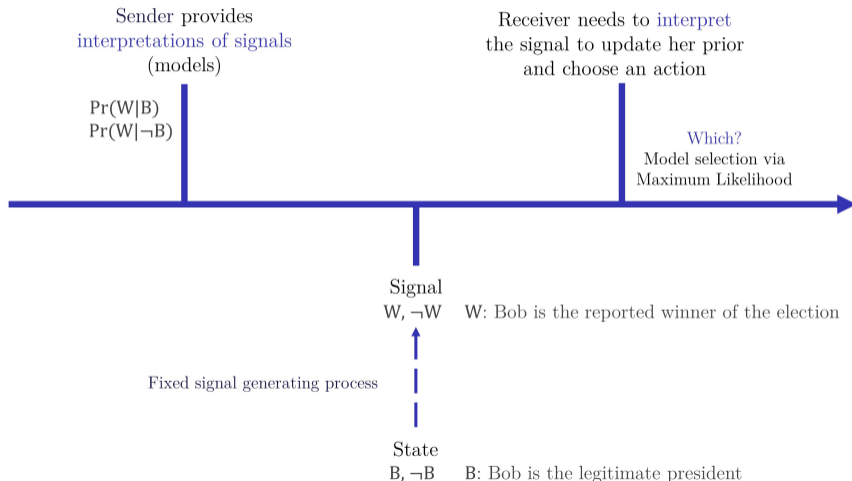 Sender provides
interpretations of signals
(models)
Pr(W|B)
Pr(W|¬B)
Receiver needs to interpret
the signal to update her prior
and choose an action
Which?
Model selection via
Maximum Likelihood
Signal
W, ¬W W: Bob is the reported winner of the election
Fixed signal generating process
State
B, ¬B B: Bob is the legitimate president